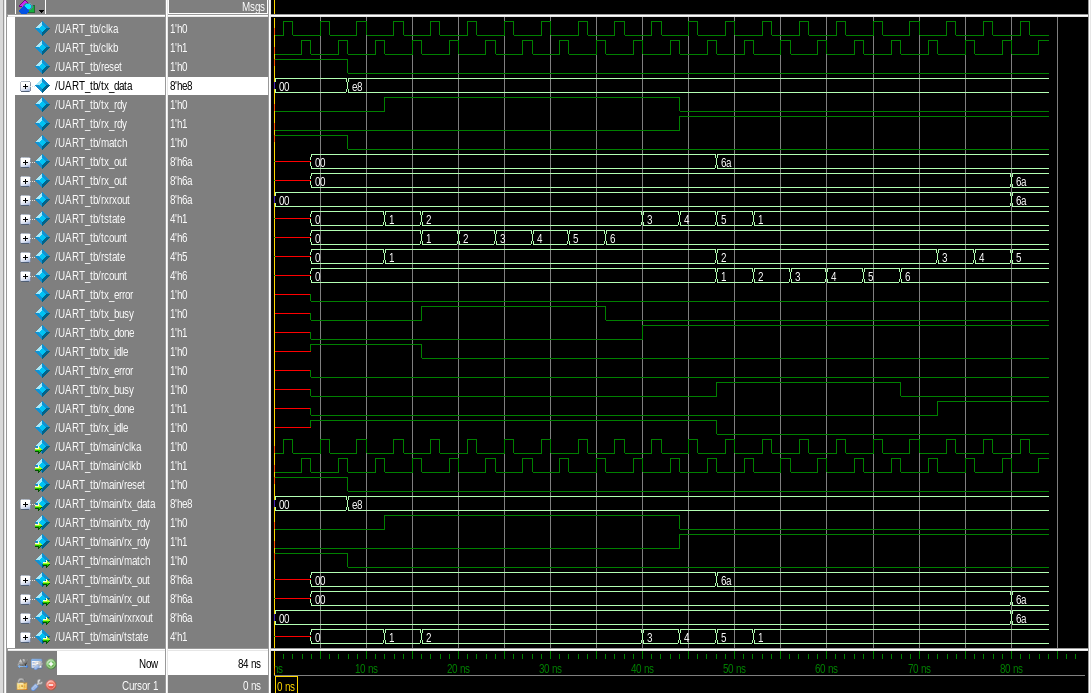 Msgs
/UART_tb/clka 1'h0
/UART_tb/clkb 1'h1
/UART_tb/reset 1'h0
/UART_tb/tx_data 8'he8 00 e8
/UART_tb/tx_rdy 1'h0
/UART_tb/rx_rdy 1'h1
/UART_tb/match 1'h0
/UART_tb/tx_out 8'h6a 00 6a
/UART_tb/rx_out 8'h6a 00 6a
/UART_tb/rxrxout 8'h6a 00 6a
/UART_tb/tstate 4'h1 0 1 2 3 4 5 1
/UART_tb/tcount 4'h6 0 1 2 3 4 5 6
/UART_tb/rstate 4'h5 0 1 2 3 4 5
/UART_tb/rcount 4'h6 0 1 2 3 4 5 6
/UART_tb/tx_error 1'h0
/UART_tb/tx_busy 1'h0
/UART_tb/tx_done 1'h1
/UART_tb/tx_idle 1'h0
/UART_tb/rx_error 1'h0
/UART_tb/rx_busy 1'h0
/UART_tb/rx_done 1'h1
/UART_tb/rx_idle 1'h0
/UART_tb/main/clka 1'h0
/UART_tb/main/clkb 1'h1
/UART_tb/main/reset 1'h0
/UART_tb/main/tx_data 8'he8 00 e8
/UART_tb/main/tx_rdy 1'h0
/UART_tb/main/rx_rdy 1'h1
/UART_tb/main/match 1'h0
/UART_tb/main/tx_out 8'h6a 00 6a
/UART_tb/main/rx_out 8'h6a 00 6a
/UART_tb/main/rxrxout 8'h6a 00 6a
/UART_tb/main/tstate 4'h1 0 1 2 3 4 5 1
Now 84 ns ns 10 ns 20 ns 30 ns 40 ns 50 ns 60 ns 70 ns 80 ns
Cursor 1 0 ns 0 ns